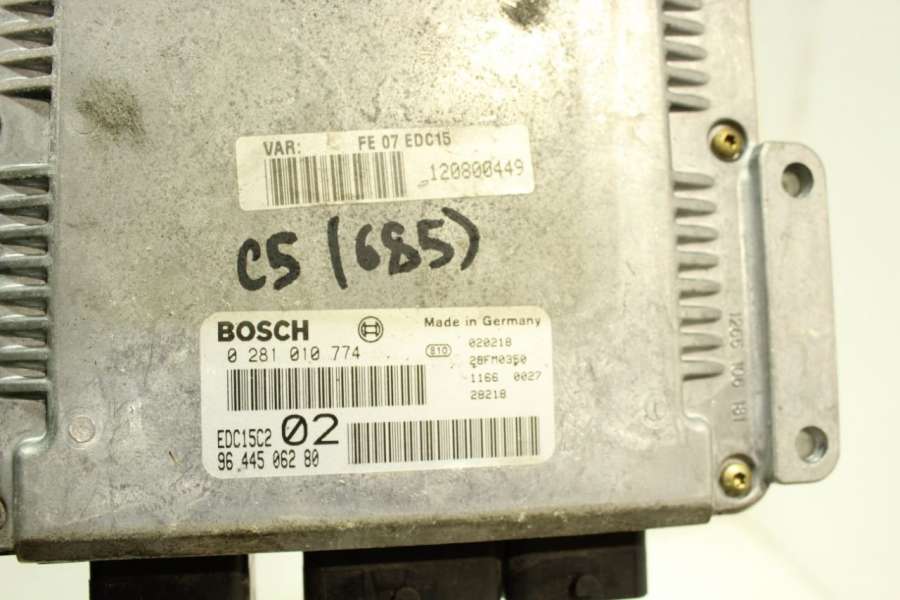 VAR: FE 07 EDC15
120800449
C5 (685)
BOSCH
Made in Germany
0 281 010 774
e10
020218
28FM0350
1166 0027
28218
EDC15C2 02
96 445 062 80